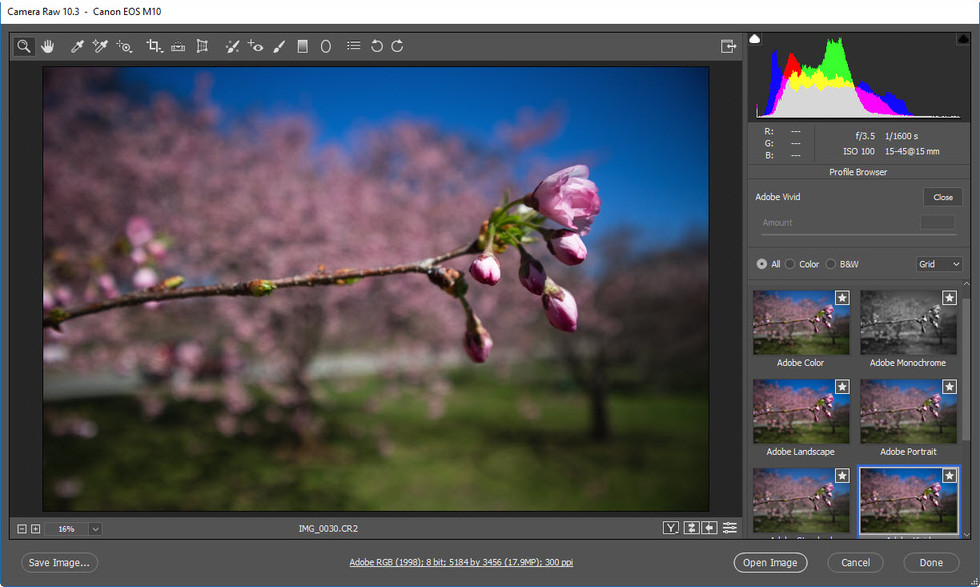 Camera Raw 10.3 - Canon EOS M10
R: ---
G: ---
B: ---
f/3.5 1/1600 s
ISO 100 15-45@15 mm
Profile Browser
Adobe Vivid
Close
Amount
All Color B&W Grid
Adobe Color Adobe Monochrome
Adobe Landscape Adobe Portrait
16%
IMG_0030.CR2
Y
Save Image...
Adobe RGB (1998); 8 bit; 5184 by 3456 (17.9MP); 300 ppi
Open Image
Cancel
Done